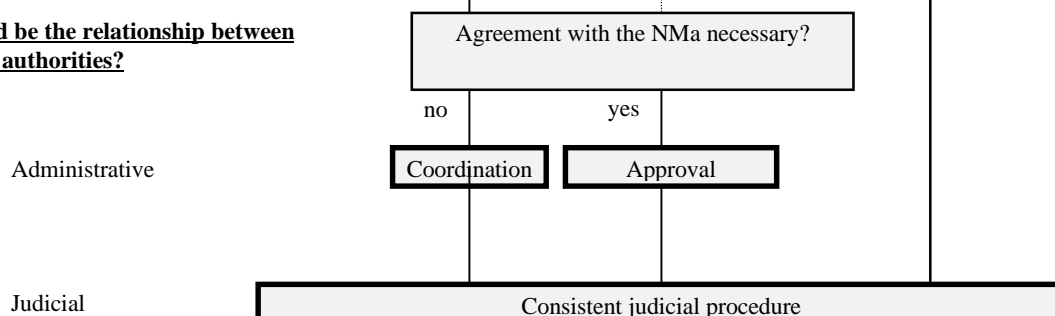 be the relationship between
authorities?
Agreement with the NMa necessary?
no yes
Administrative Coordination Approval
Judicial Consistent judicial procedure